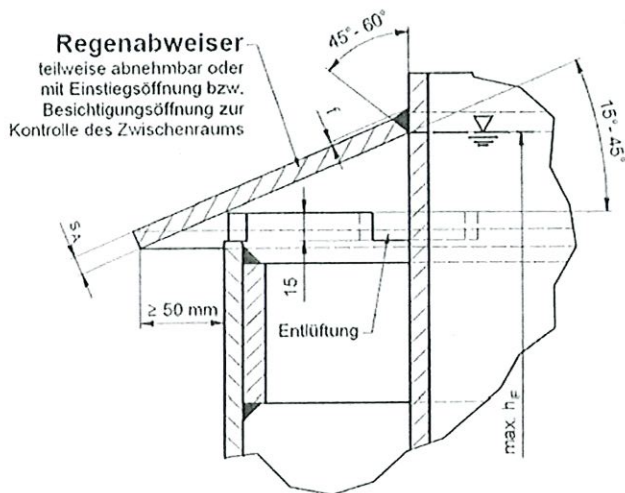 Regenabweiser
teilweise abnehmbar oder
mit Einstiegsöffnung bzw.
Besichtigungsöffnung zur
Kontrolle des Zwischenraums
45°- 60°
15°- 45°
f
sA
≥ 50 mm
15
Entlüftung
max. hF